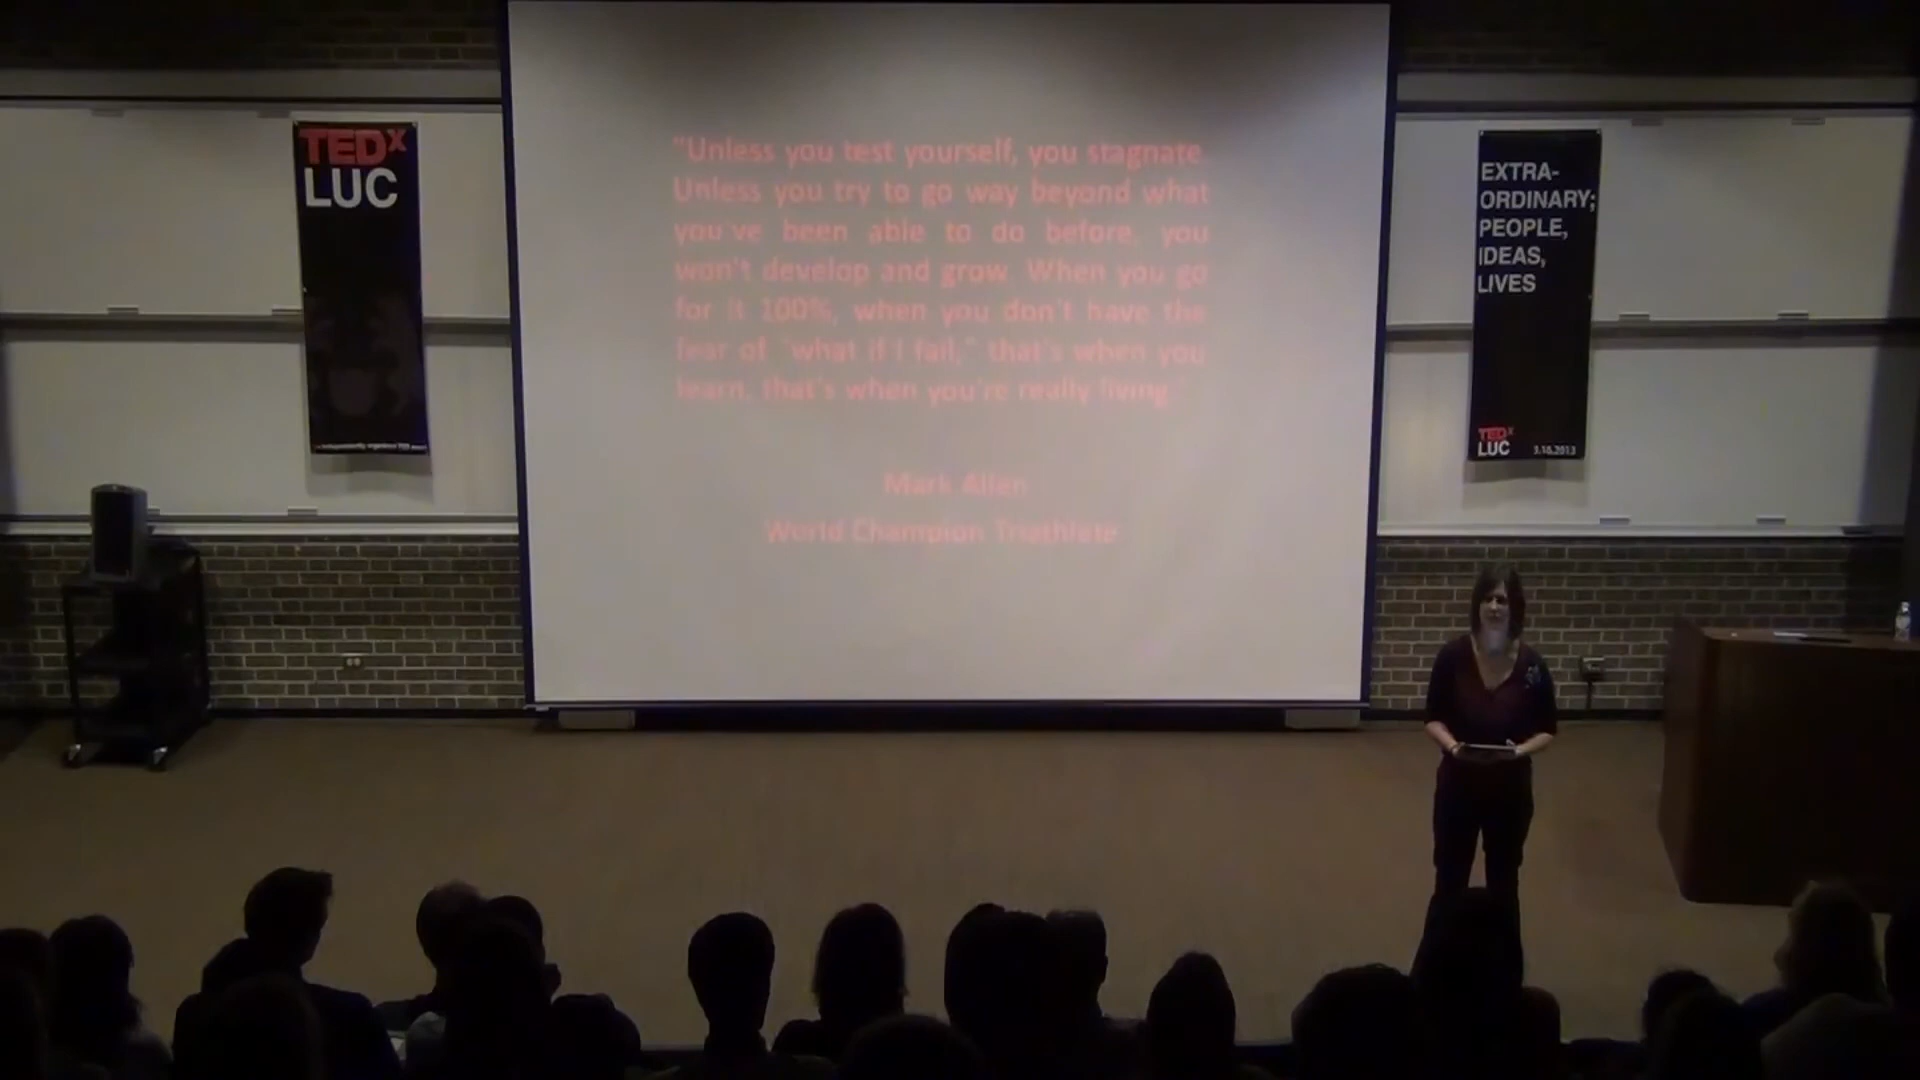 TEDx
LUC
"Unless you test yourself, you stagnate.
Unless you try to go way beyond what
you've been able to do before, you
won't develop and grow. When you go
for it 100%, when you don't have the
fear of "what if I fail," that's when you
learn, that's when you're really living."
Mark Allen
World Champion Triathlete
EXTRA-
ORDINARY;
PEOPLE,
IDEAS,
LIVES
TEDx
LUC